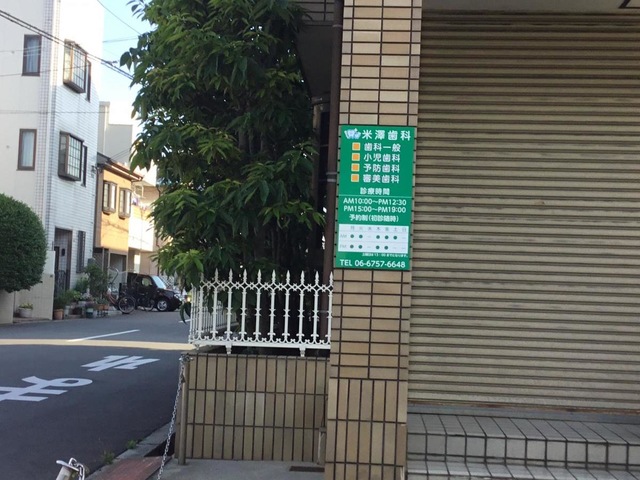 米澤歯科
歯科一般
小児歯科
予防歯科
審美歯科
診療時間
AM10:00〜PM12:30
PM15:00〜PM19:00
予約制(初診随時)
TEL 06-6757-6648